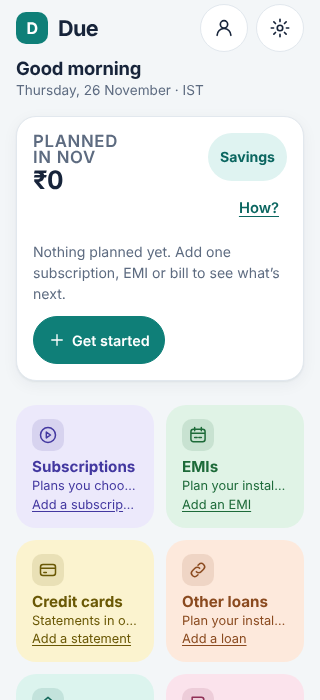 D Due
Good morning
Thursday, 26 November · IST
PLANNED
IN NOV
₹0
Savings
How?
Nothing planned yet. Add one
subscription, EMI or bill to see what's
next.
Get started
Subscriptions
Plans you choo...
Add a subscrip...
EMIs
Plan your instal...
Add an EMI
Credit cards
Statements in o...
Add a statement
Other loans
Plan your instal...
Add a loan